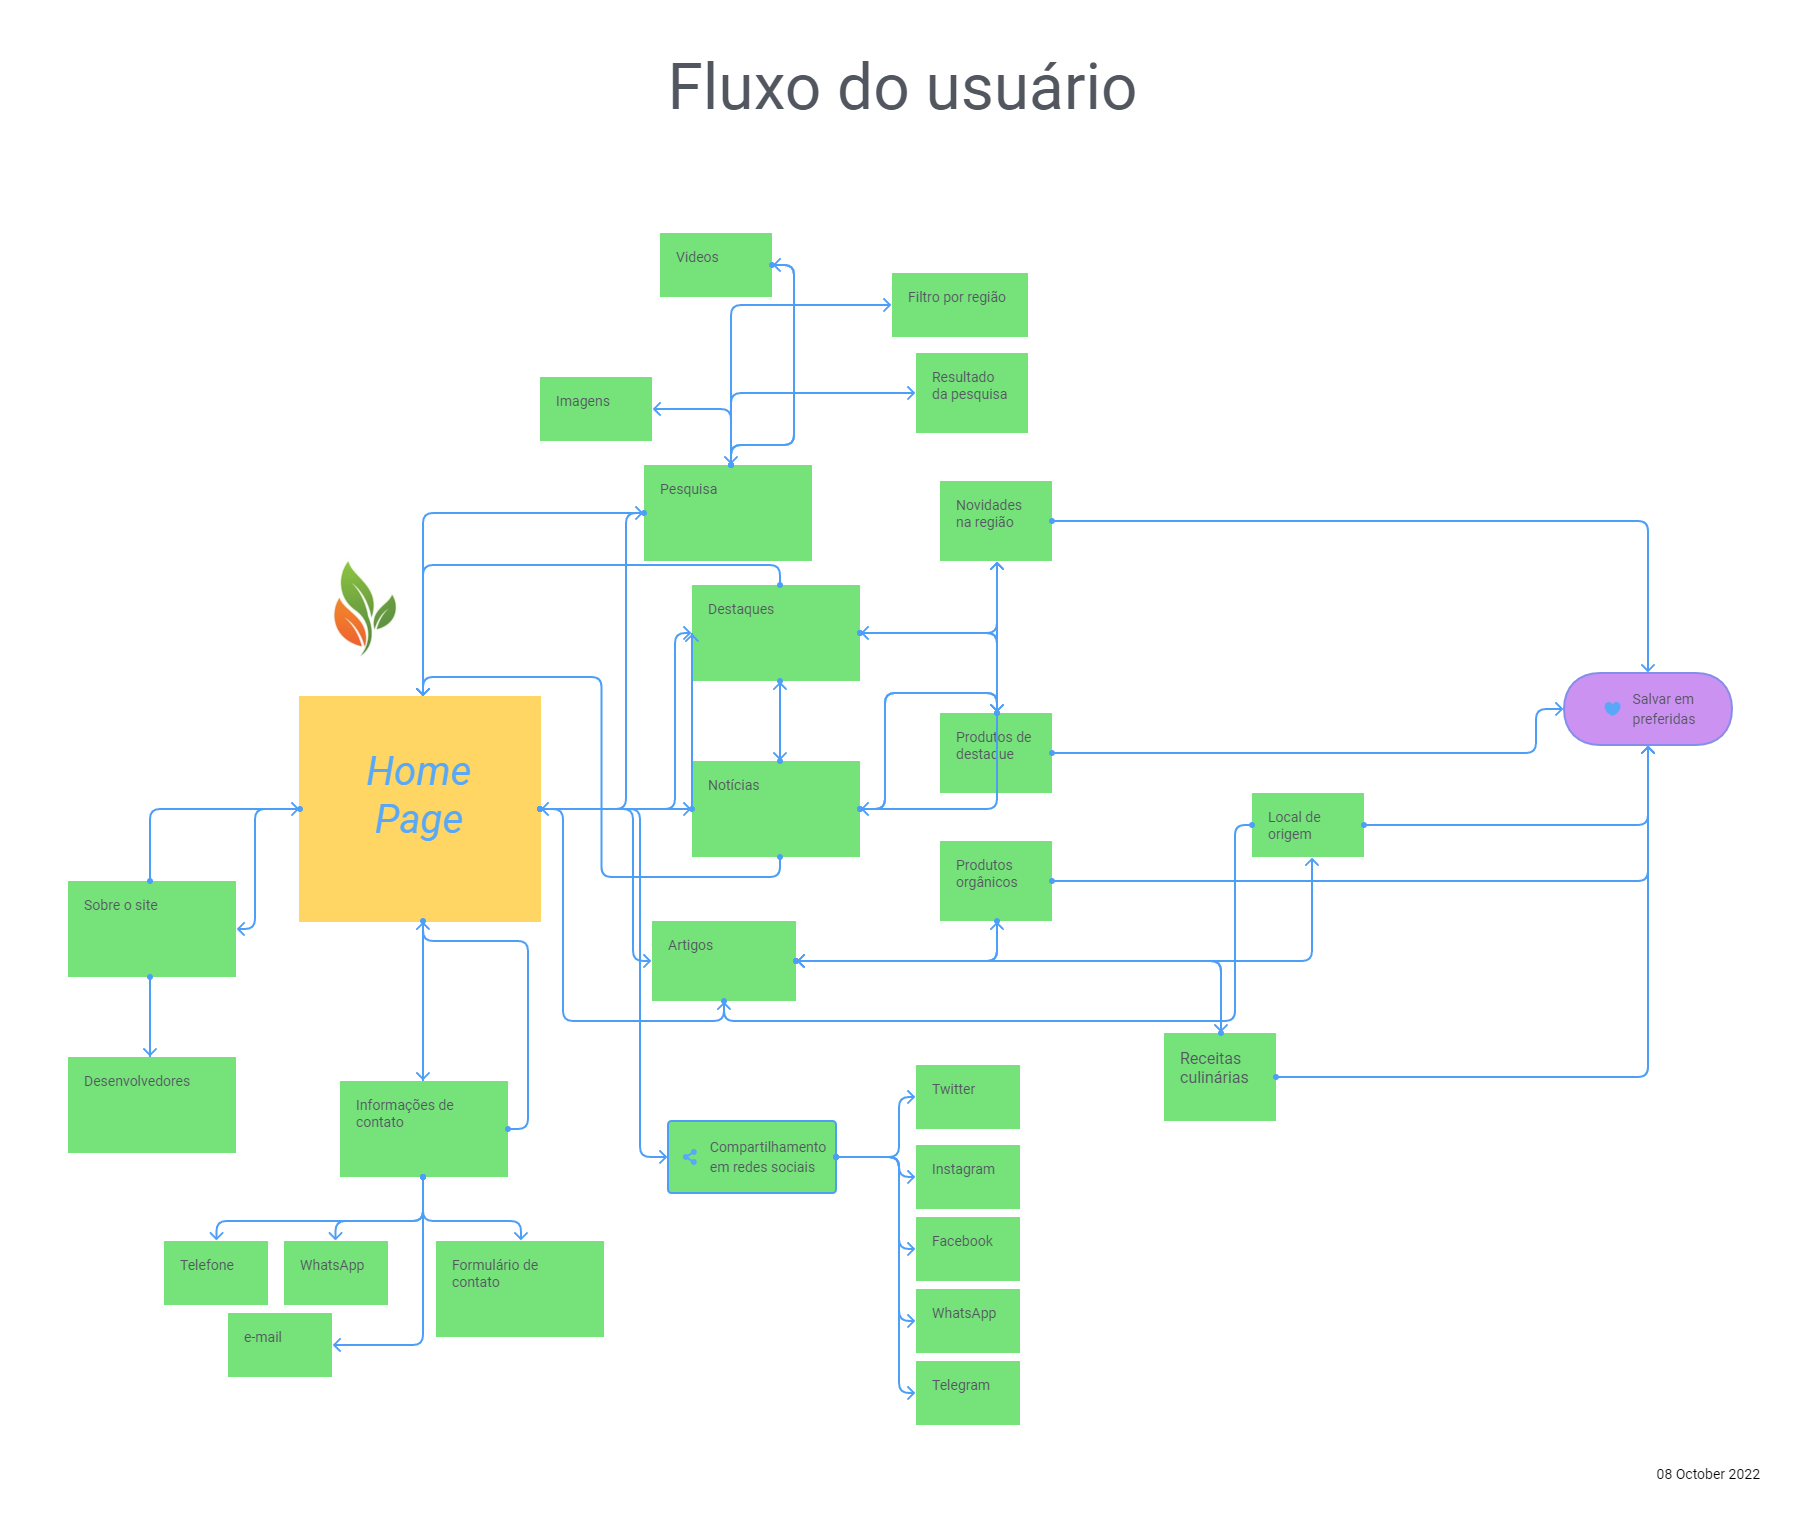 Fluxo do usuário
Videos
Filtro por região
Resultado
da pesquisa
Imagens
Pesquisa
Novidades
na região
Destaques
Salvar em
preferidas
Produtos de
destaque
Home
Page
Notícias
Local de
origem
Produtos
orgânicos
Sobre o site
Artigos
Receitas
culinárias
Desenvolvedores
Informações de
contato
Compartilhamento
em redes sociais
Twitter
Instagram
Facebook
WhatsApp
Telegram
Telefone
WhatsApp
Formulário de
contato
e-mail
08 October 2022